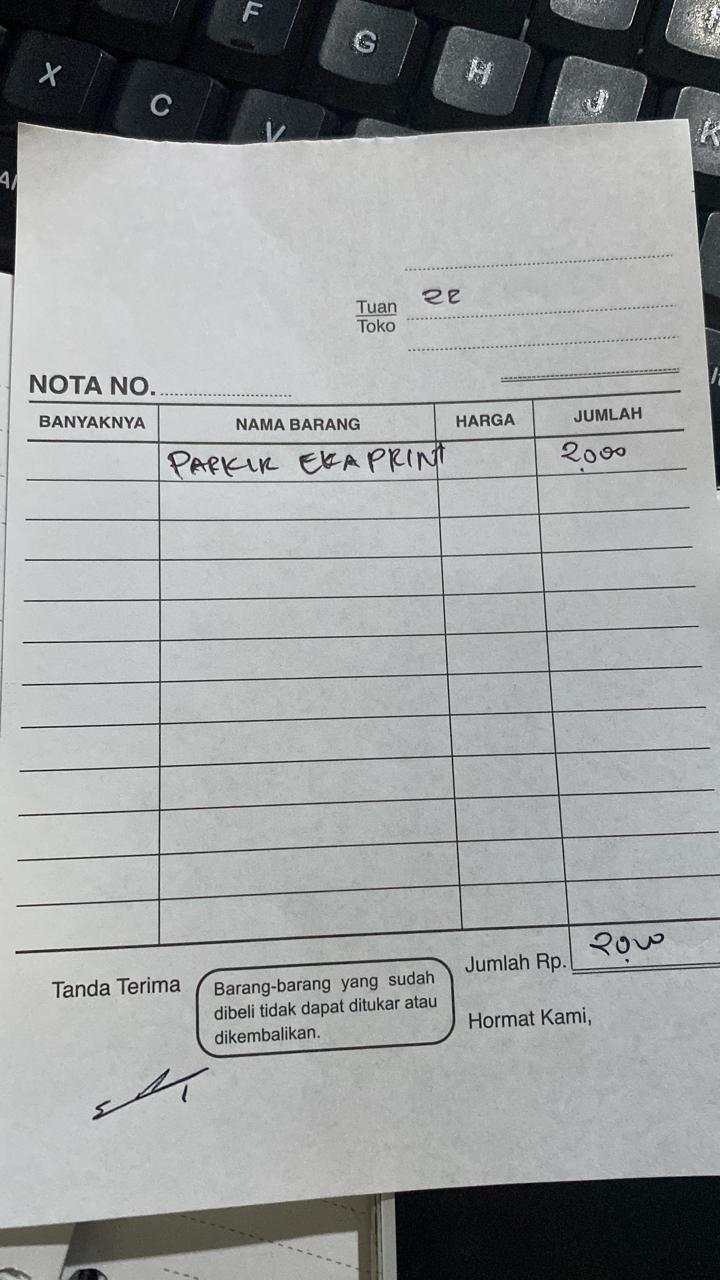 F
G
H
J
K
X
C
V
Tuan
Toko
NOTA NO.
BANYAKNYA NAMA BARANG HARGA JUMLAH
PARKIR EKAPRINT 2.000
Jumlah Rp. 2.000
Tanda Terima
Barang-barang yang sudah
dibeli tidak dapat ditukar atau
dikembalikan.
Hormat Kami,